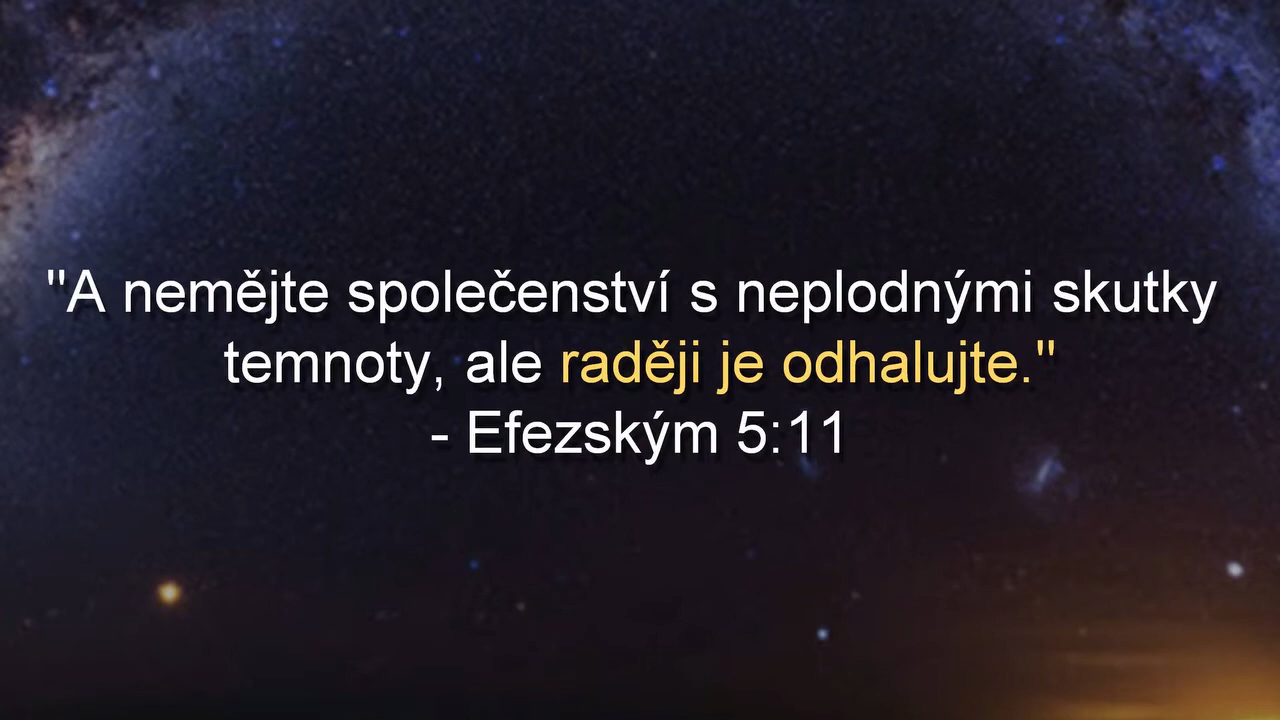 "A nemějte společenství s neplodnými skutky
temnoty, ale raději je odhalujte."
- Efezským 5:11